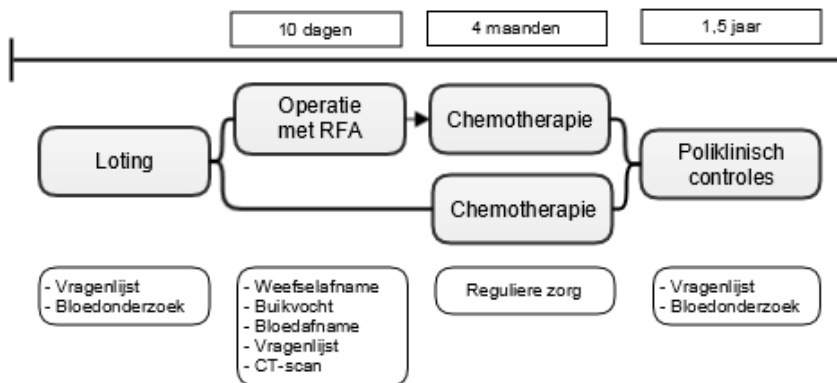 10 dagen
4 maanden
1,5 jaar
Loting
Operatie
met RFA
Chemotherapie
Chemotherapie
Poliklinisch
controles
- Vragenlijst
- Bloedonderzoek
- Weefselafname
- Buikvocht
- Bloedafname
- Vragenlijst
- CT-scan
Reguliere zorg
- Vragenlijst
- Bloedonderzoek